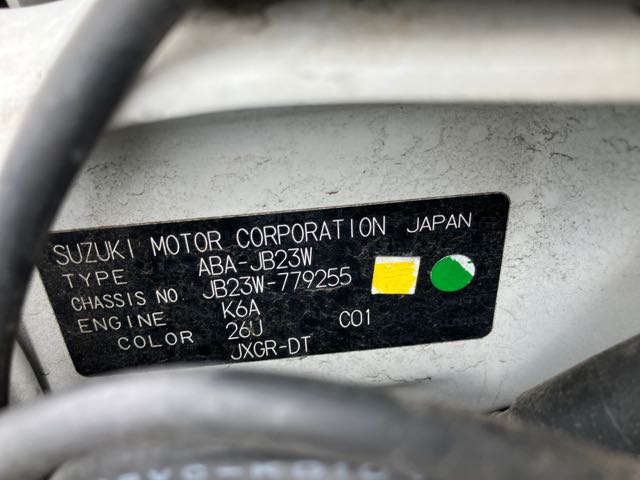 SUZUKI MOTOR CORPORATION JAPAN
TYPE ABA-JB23W
CHASSIS NO. JB23W-779255
ENGINE K6A
COLOR 26U C01
JXGR-DT